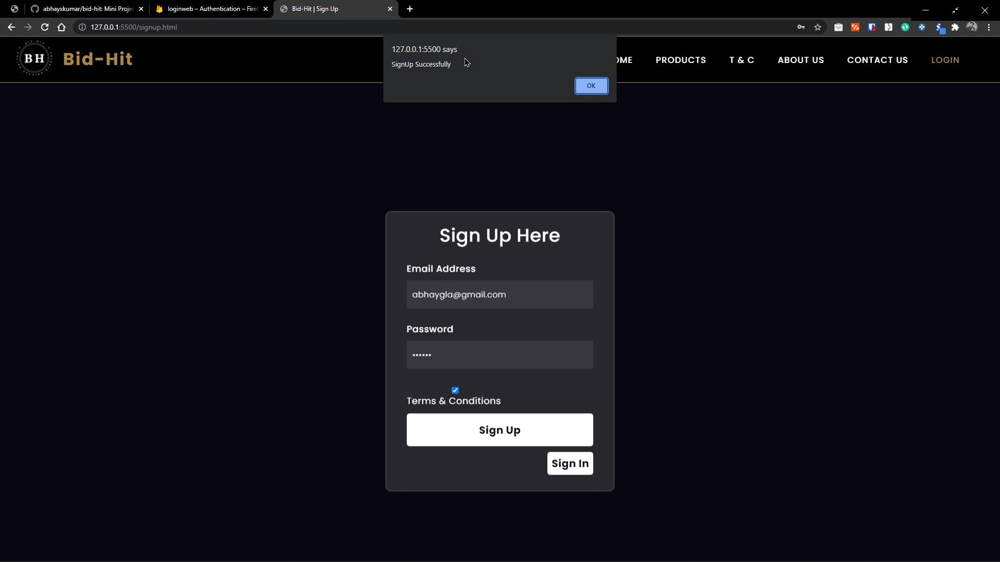 abhayxkumar/bid-hit: Mini Proje
loginweb – Authentication – Fire
Bid-Hit | Sign Up
127.0.0.1:5500/signup.html
127.0.0.1:5500 says
SignUp Successfully
OK
BH
Bid-Hit
OME
PRODUCTS
T & C
ABOUT US
CONTACT US
LOGIN
Sign Up Here
Email Address
abhaygla@gmail.com
Password
••••••
Terms & Conditions
Sign Up
Sign In